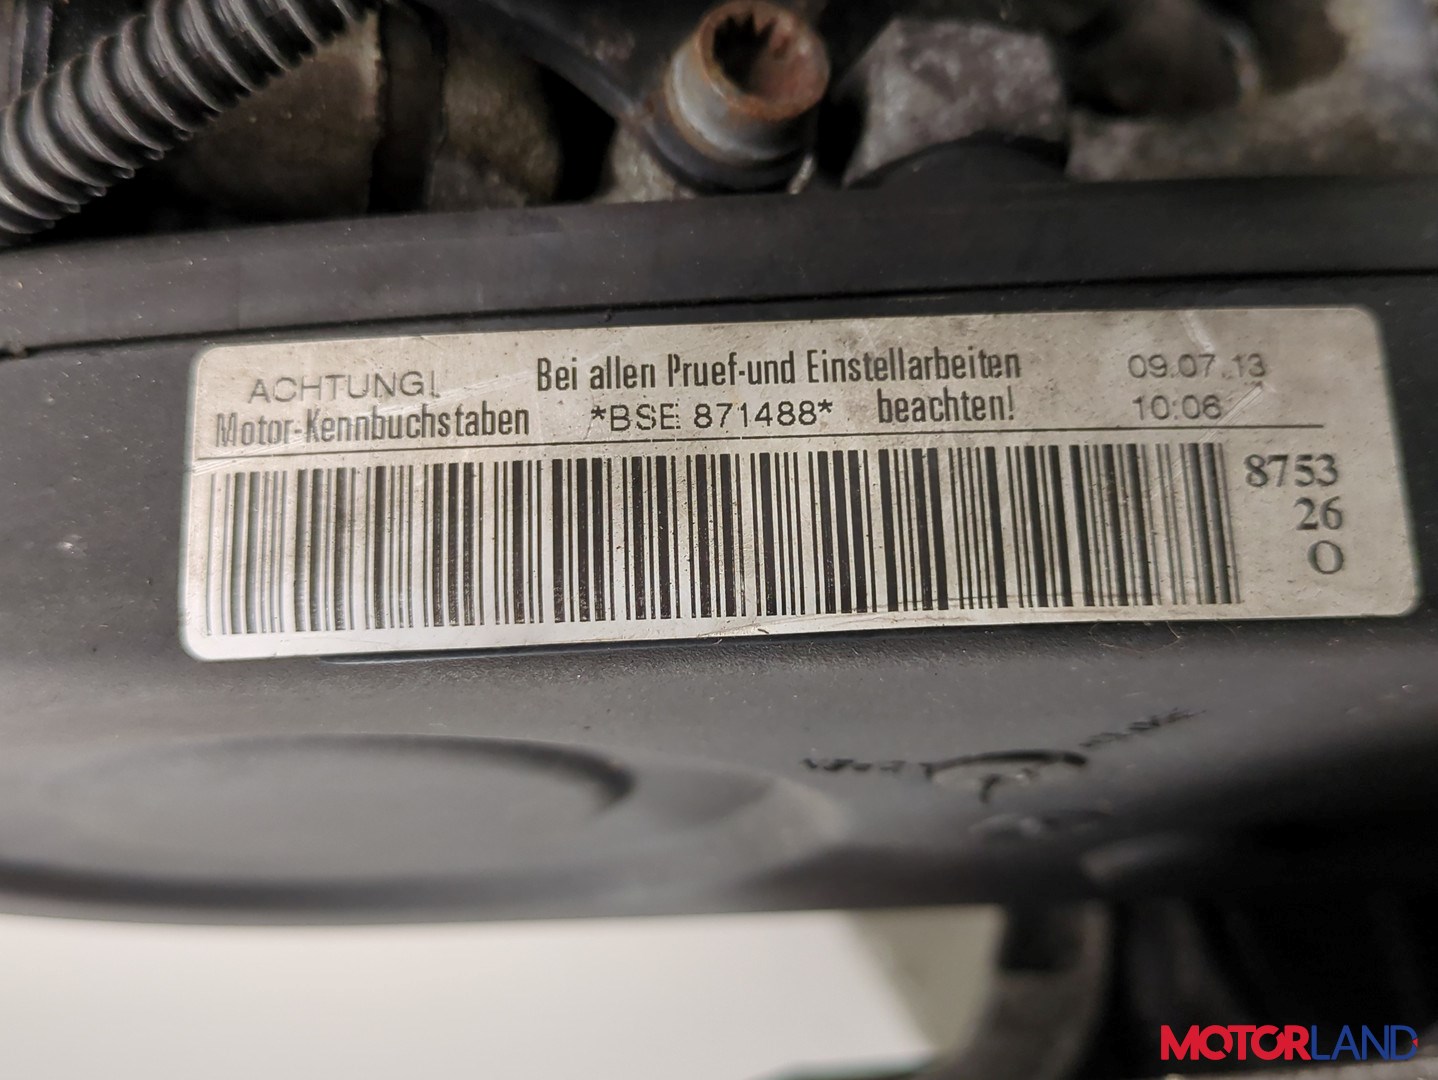 ACHTUNG! Bei allen Pruef-und Einstellarbeiten 09.07.13
Motor-Kennbuchstaben *BSE 871488* beachten! 10:06
8753
26
O
MOTORLAND